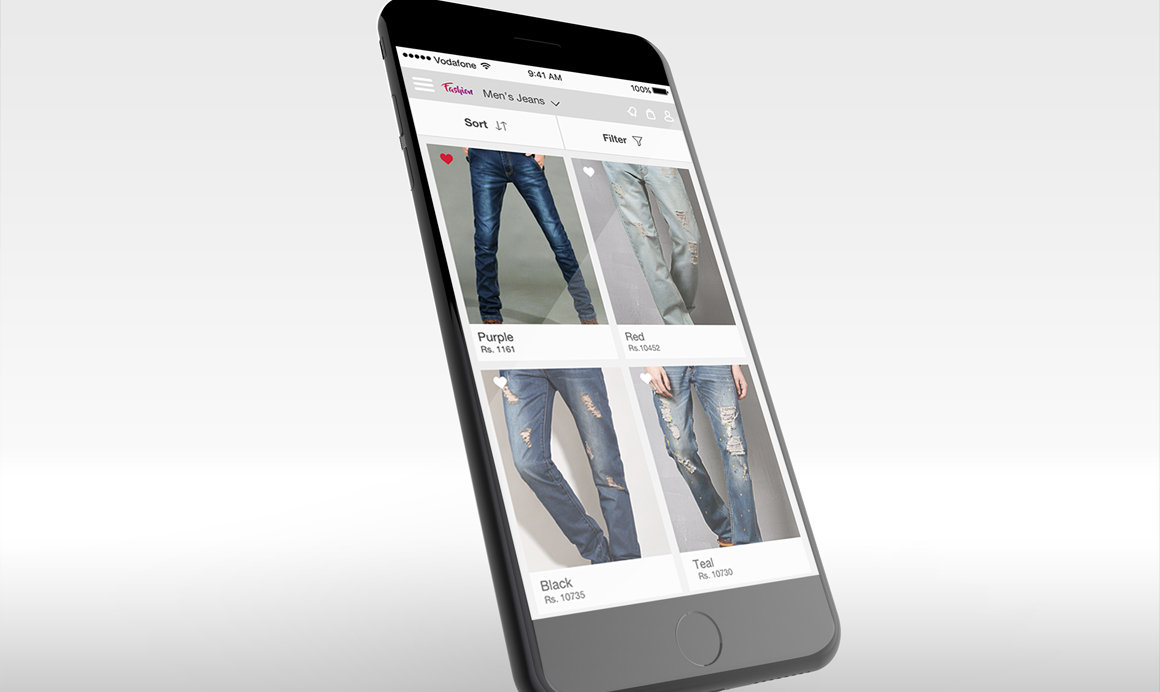 Vodafone
9:41 AM
100%
Fashion
Men's Jeans
Sort
Filter
Purple
Rs. 1161
Red
Rs.10452
Black
Rs. 10735
Teal
Rs. 10730